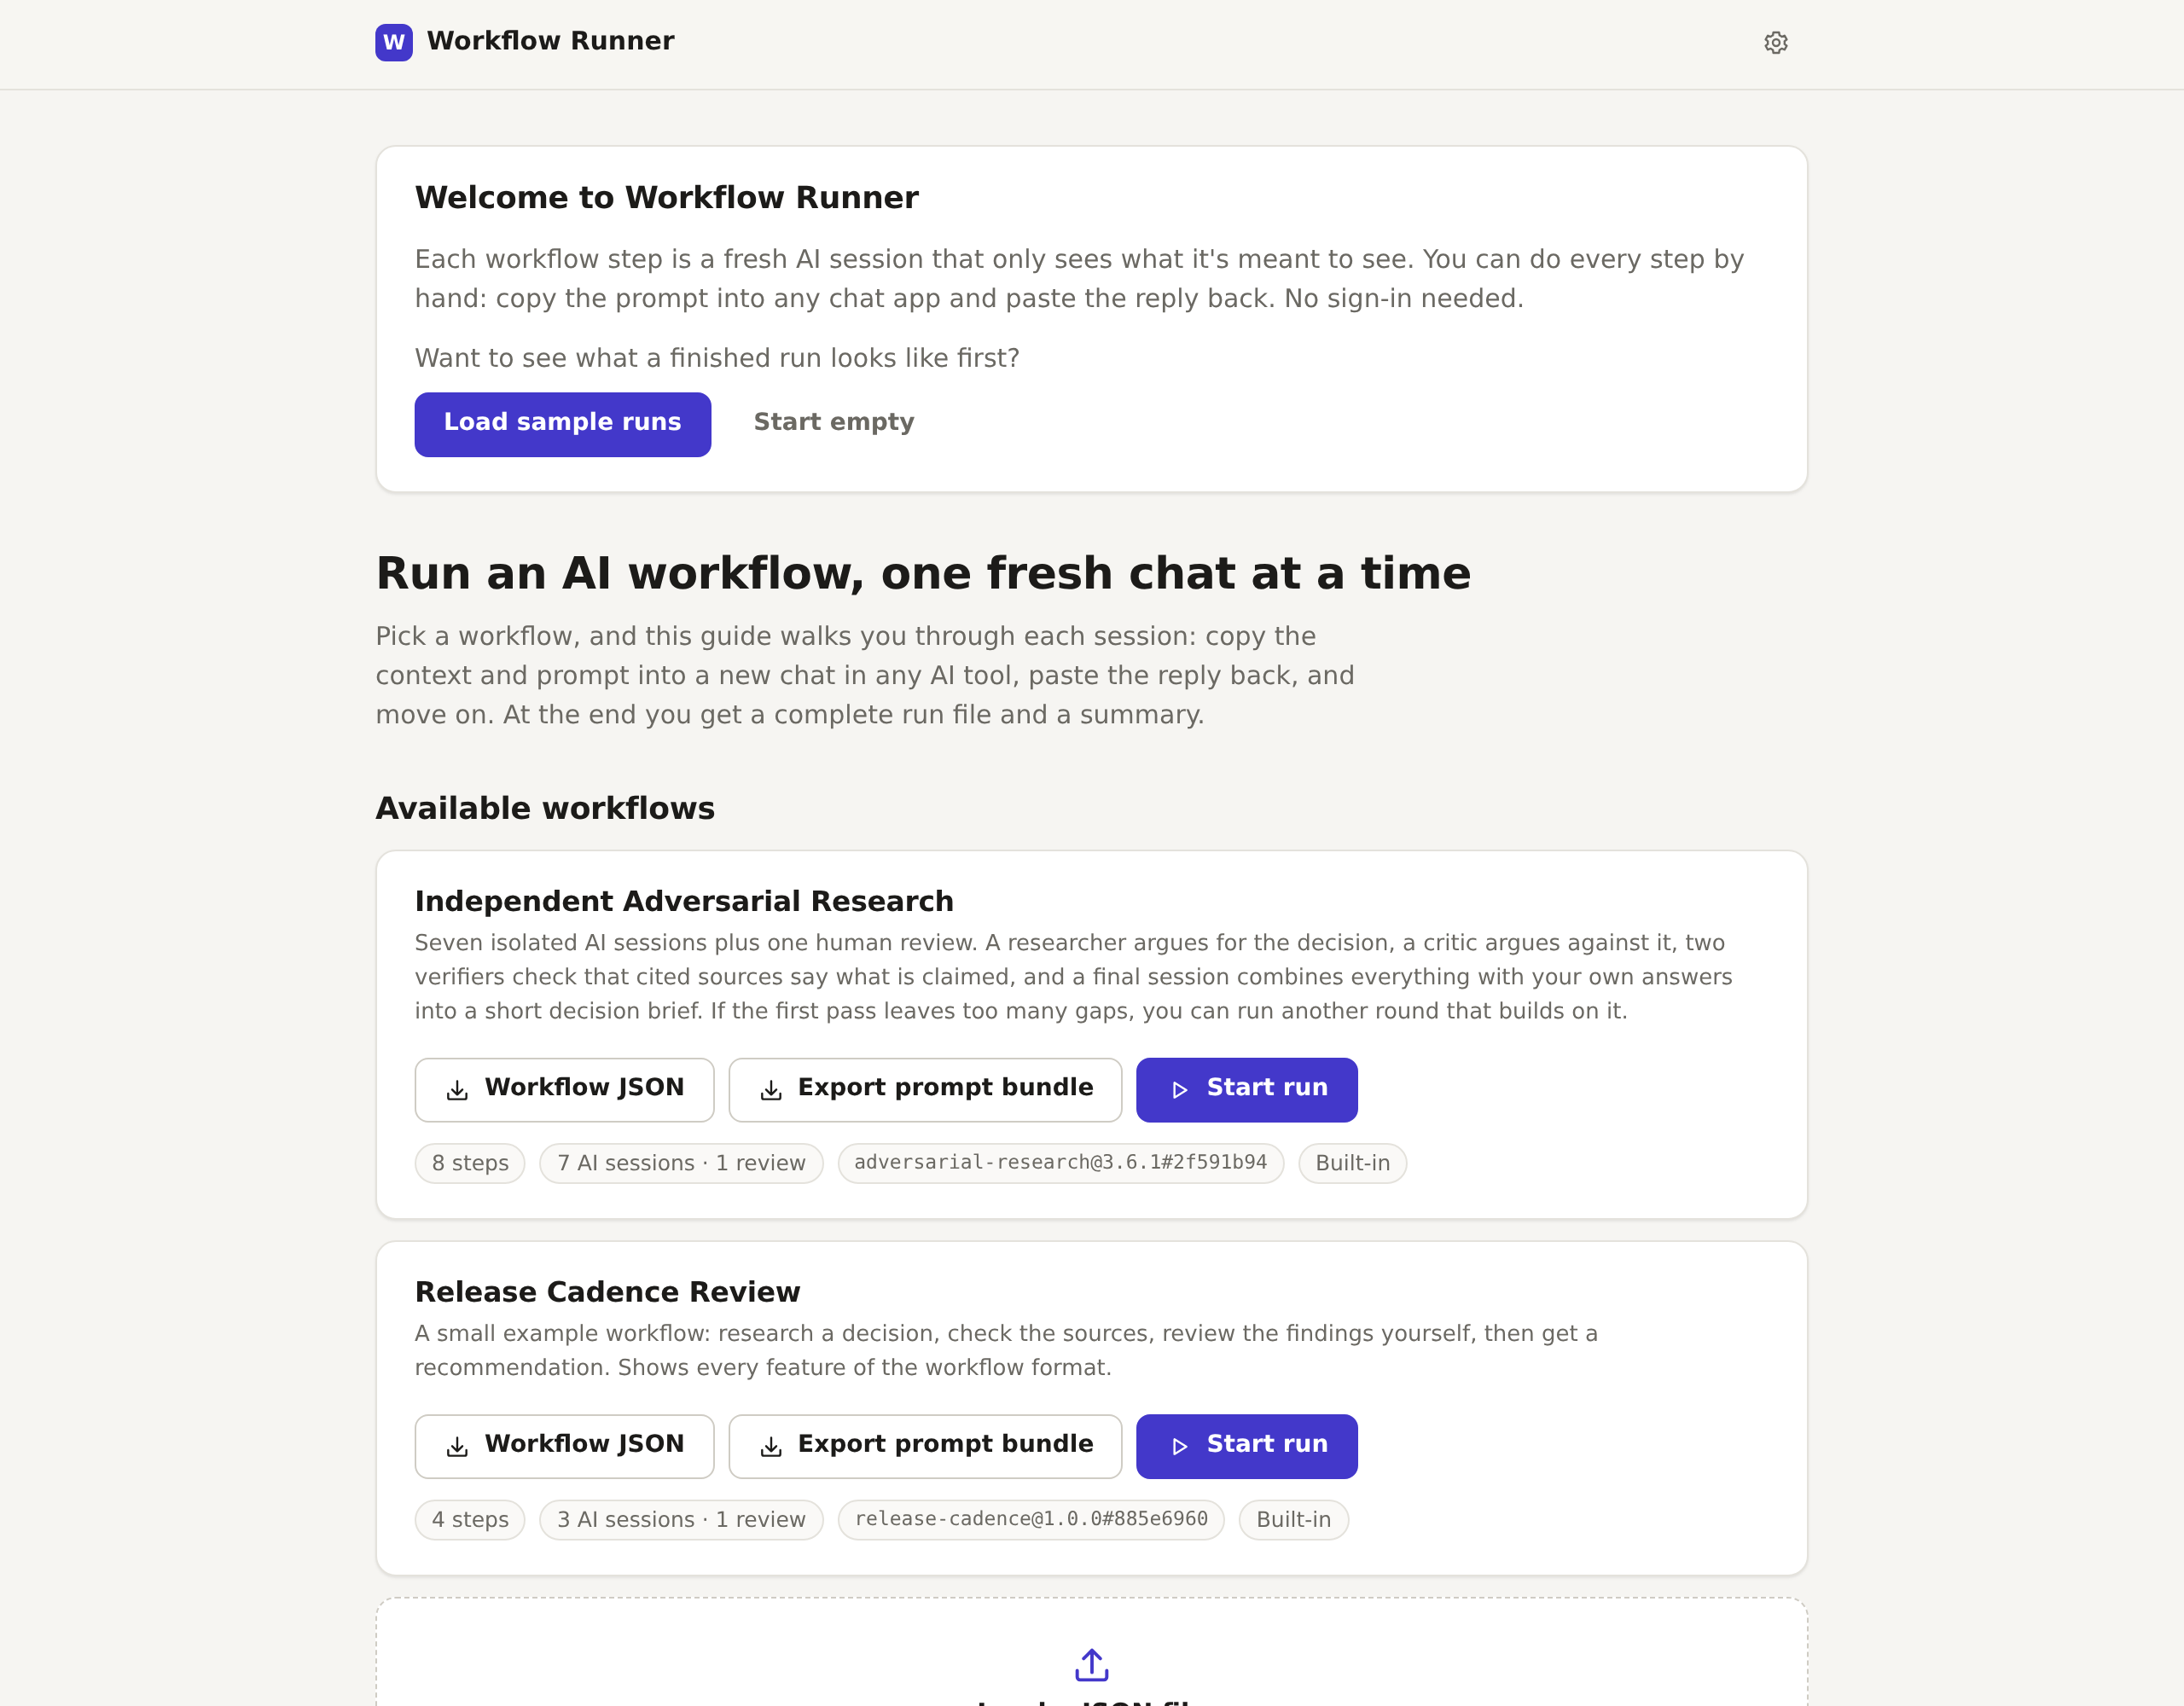 W Workflow Runner
Welcome to Workflow Runner
Each workflow step is a fresh AI session that only sees what it's meant to see. You can do every step by
hand: copy the prompt into any chat app and paste the reply back. No sign-in needed.
Want to see what a finished run looks like first?
Load sample runs Start empty
Run an AI workflow, one fresh chat at a time
Pick a workflow, and this guide walks you through each session: copy the
context and prompt into a new chat in any AI tool, paste the reply back, and
move on. At the end you get a complete run file and a summary.
Available workflows
Independent Adversarial Research
Seven isolated AI sessions plus one human review. A researcher argues for the decision, a critic argues against it, two
verifiers check that cited sources say what is claimed, and a final session combines everything with your own answers
into a short decision brief. If the first pass leaves too many gaps, you can run another round that builds on it.
Workflow JSON Export prompt bundle Start run
8 steps 7 AI sessions · 1 review adversarial-research@3.6.1#2f591b94 Built-in
Release Cadence Review
A small example workflow: research a decision, check the sources, review the findings yourself, then get a
recommendation. Shows every feature of the workflow format.
Workflow JSON Export prompt bundle Start run
4 steps 3 AI sessions · 1 review release-cadence@1.0.0#885e6960 Built-in